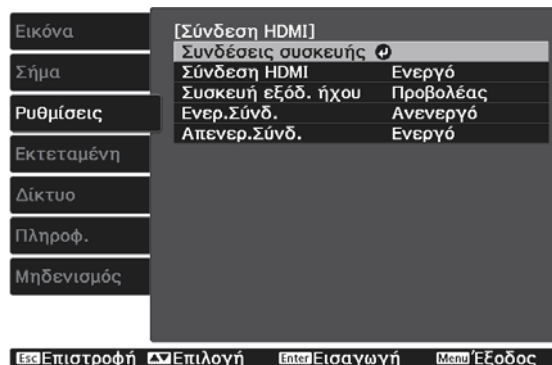 Εικόνα
Σήμα
Ρυθμίσεις
Εκτεταμένη
Δίκτυο
Πληροφ.
Μηδενισμός
[Σύνδεση HDMI]
Συνδέσεις συσκευής
Σύνδεση HDMI Ενεργό
Συσκευή εξόδ. ήχου Προβολέας
Ενερ.Σύνδ. Ανενεργό
Απενερ.Σύνδ. Ενεργό
Esc Επιστροφή Επιλογή Enter Εισαγωγή Menu Έξοδος